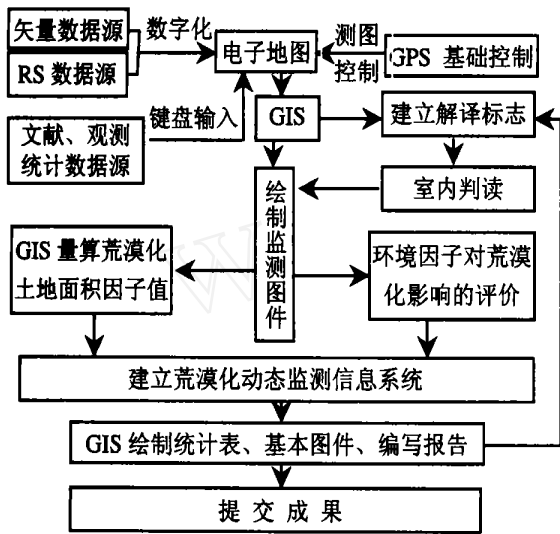 矢量数据源
RS 数据源
数字化
电子地图
测图
控制
GPS 基础控制
文献、观测
统计数据源
键盘输入
GIS
建立解译标志
室内判读
绘制监测图件
GIS 量算荒漠化
土地面积因子值
环境因子对荒漠
化影响的评价
建立荒漠化动态监测信息系统
GIS 绘制统计表、基本图件、编写报告
提交成果